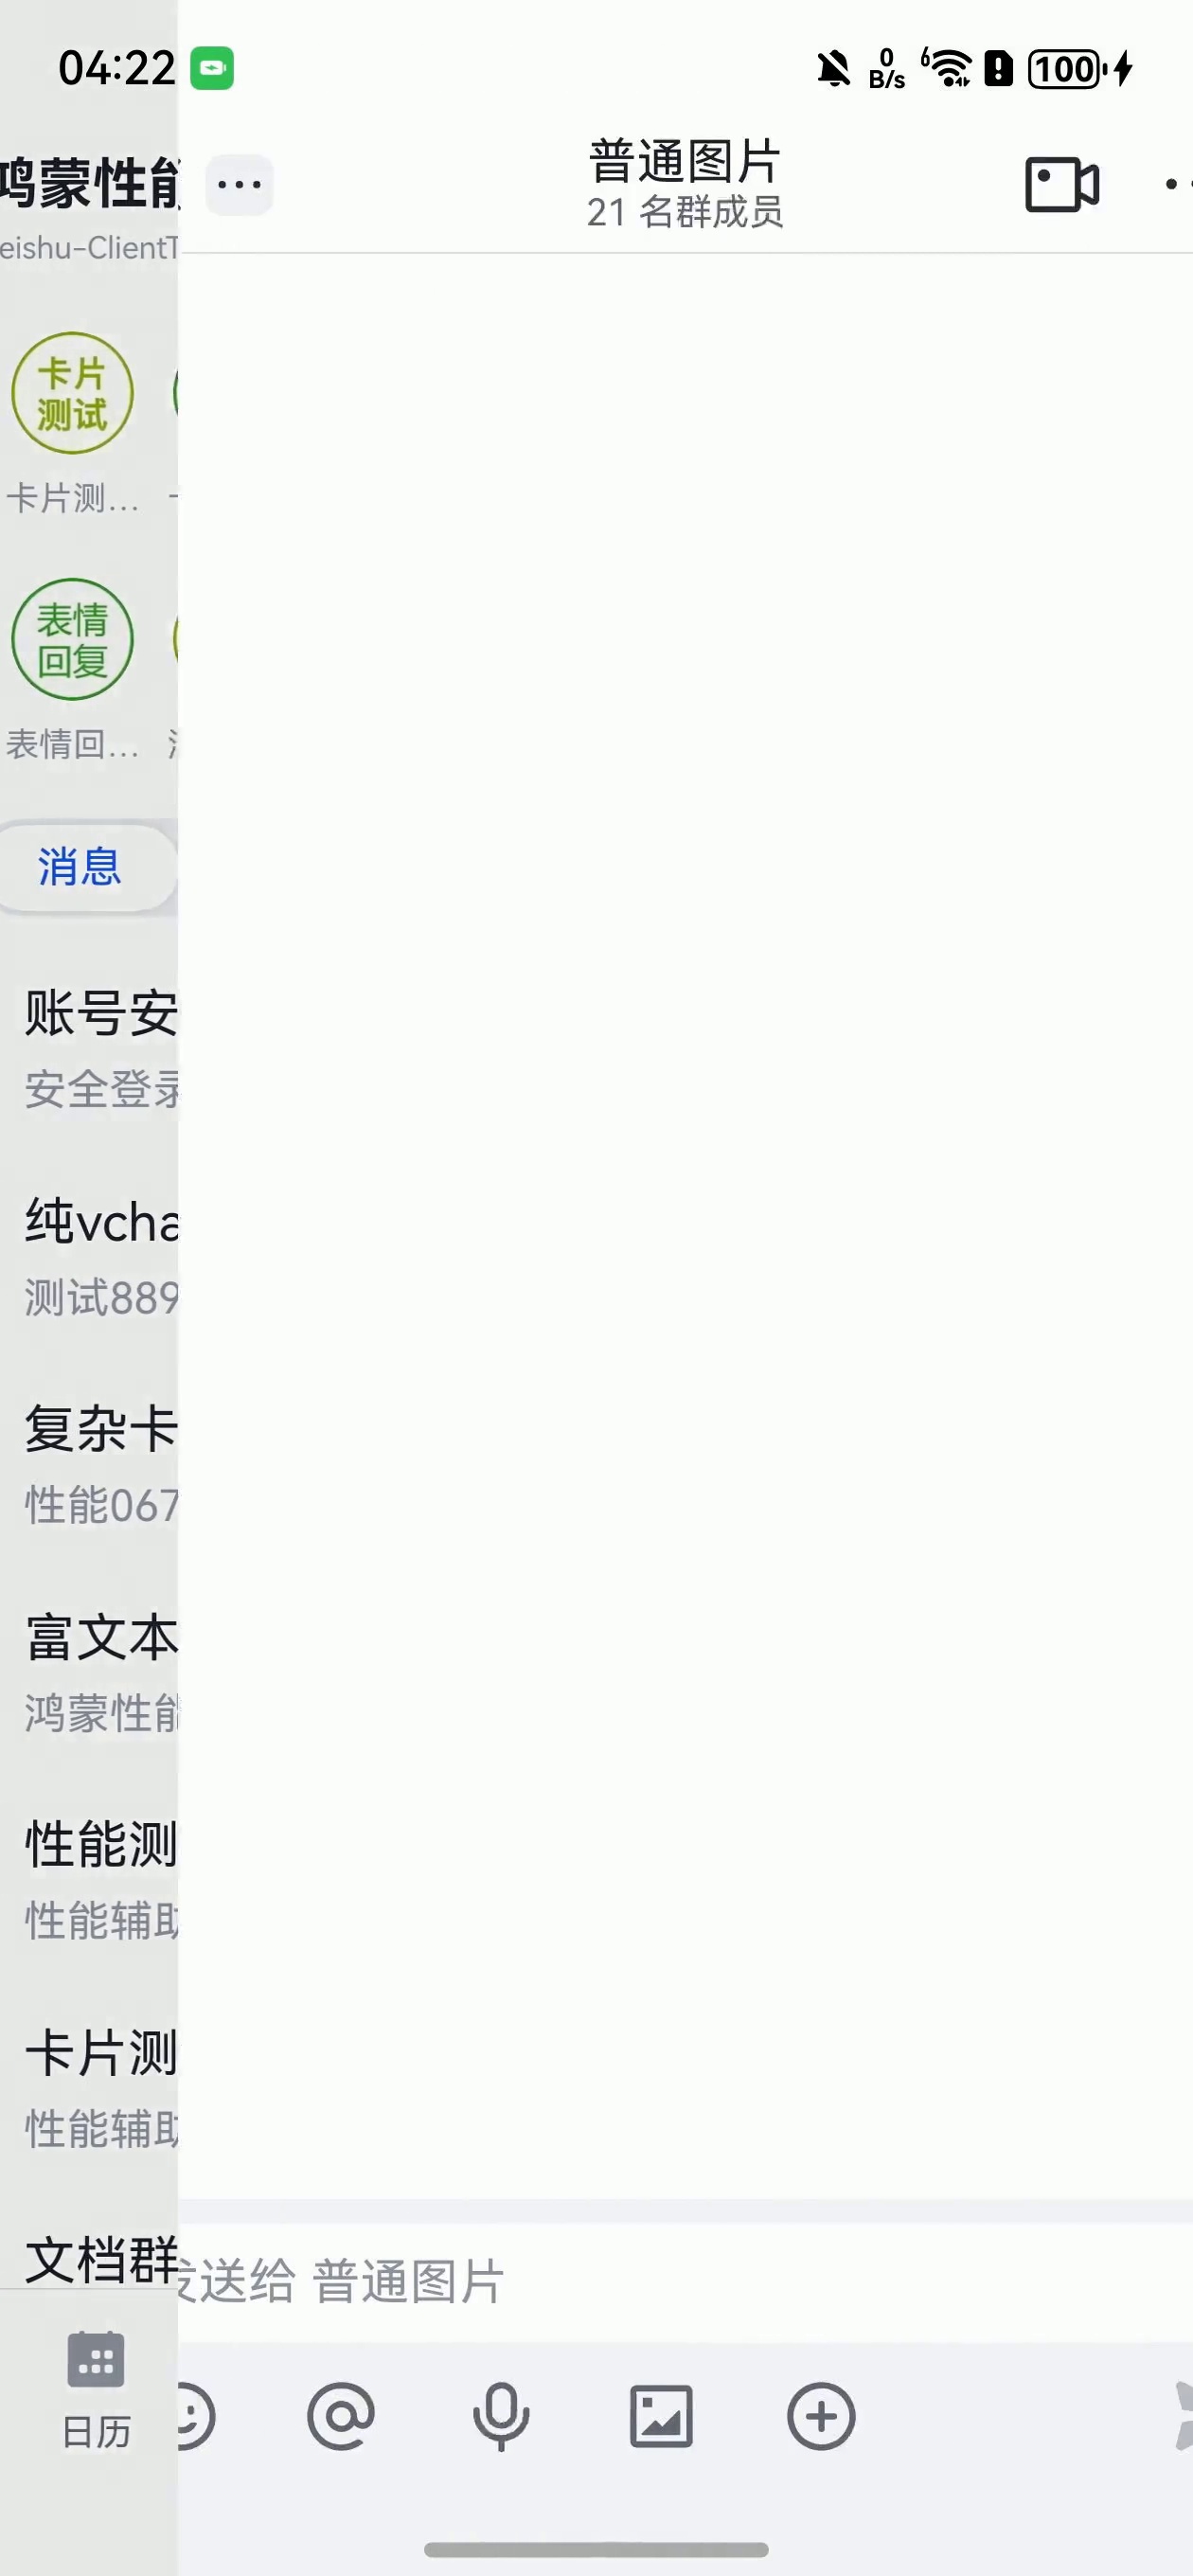 04:22
0
B/s
6
100
鸿蒙性能
eishu-ClientT
普通图片
21 名群成员
卡片
测试
卡片测...
表情
回复
表情回...
消息
账号安
安全登录
纯vcha
测试889
复杂卡
性能067
富文本
鸿蒙性能
性能测
性能辅助
卡片测
性能辅助
文档群
发送给 普通图片
日历